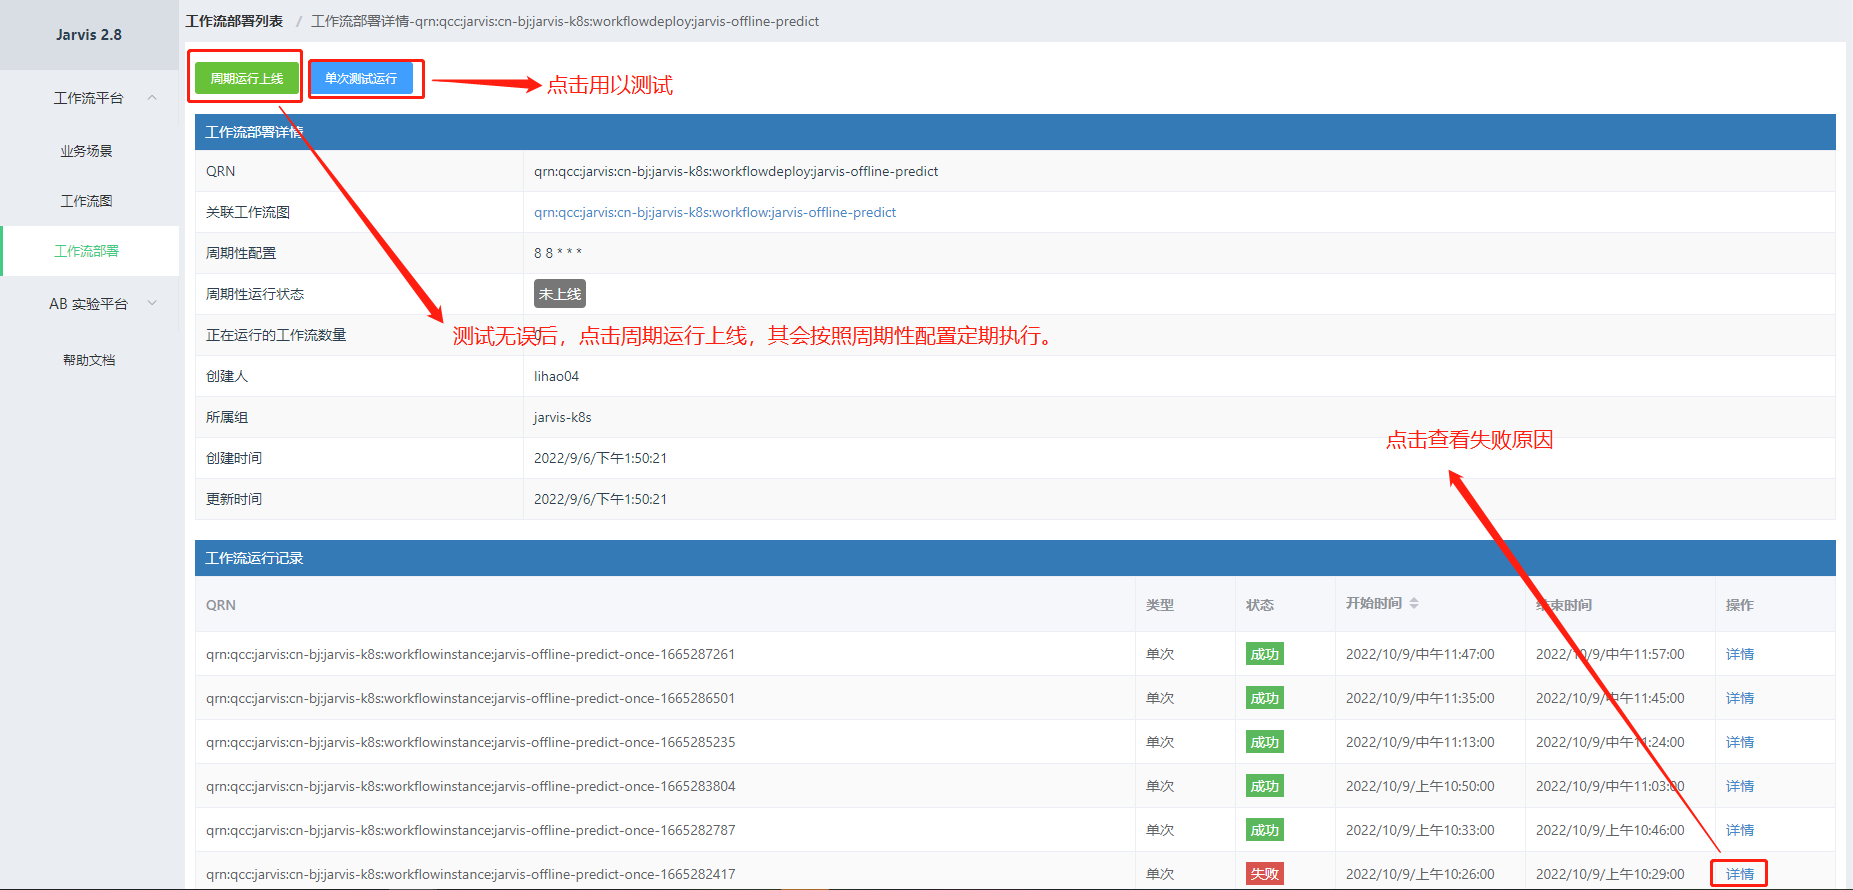 Jarvis 2.8
工作流平台
业务场景
工作流图
工作流部署
AB 实验平台
帮助文档
工作流部署列表 / 工作流部署详情-qrn:qcc:jarvis:cn-bj:jarvis-k8s:workflowdeploy:jarvis-offline-predict
周期运行上线 单次测试运行 点击用以测试
工作流部署详情
QRN qrn:qcc:jarvis:cn-bj:jarvis-k8s:workflowdeploy:jarvis-offline-predict
关联工作流图 qrn:qcc:jarvis:cn-bj:jarvis-k8s:workflow:jarvis-offline-predict
周期性配置 8 8 * * *
周期性运行状态 未上线
正在运行的工作流数量
测试无误后，点击周期运行上线，其会按照周期性配置定期执行。
创建人 lihao04
所属组 jarvis-k8s
点击查看失败原因
创建时间 2022/9/6/下午1:50:21
更新时间 2022/9/6/下午1:50:21
工作流运行记录
QRN 类型 状态 开始时间 结束时间 操作
qrn:qcc:jarvis:cn-bj:jarvis-k8s:workflowinstance:jarvis-offline-predict-once-1665287261 单次 成功 2022/10/9/中午11:47:00 2022/10/9/中午11:57:00 详情
qrn:qcc:jarvis:cn-bj:jarvis-k8s:workflowinstance:jarvis-offline-predict-once-1665286501 单次 成功 2022/10/9/中午11:35:00 2022/10/9/中午11:45:00 详情
qrn:qcc:jarvis:cn-bj:jarvis-k8s:workflowinstance:jarvis-offline-predict-once-1665285235 单次 成功 2022/10/9/中午11:13:00 2022/10/9/中午11:24:00 详情
qrn:qcc:jarvis:cn-bj:jarvis-k8s:workflowinstance:jarvis-offline-predict-once-1665283804 单次 成功 2022/10/9/上午10:50:00 2022/10/9/中午11:03:00 详情
qrn:qcc:jarvis:cn-bj:jarvis-k8s:workflowinstance:jarvis-offline-predict-once-1665282787 单次 成功 2022/10/9/上午10:33:00 2022/10/9/上午10:46:00 详情
qrn:qcc:jarvis:cn-bj:jarvis-k8s:workflowinstance:jarvis-offline-predict-once-1665282417 单次 失败 2022/10/9/上午10:26:00 2022/10/9/上午10:29:00 详情